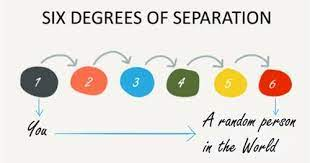 SIX DEGREES OF SEPARATION
1 2 3 4 5 6
You
A random person
in the World